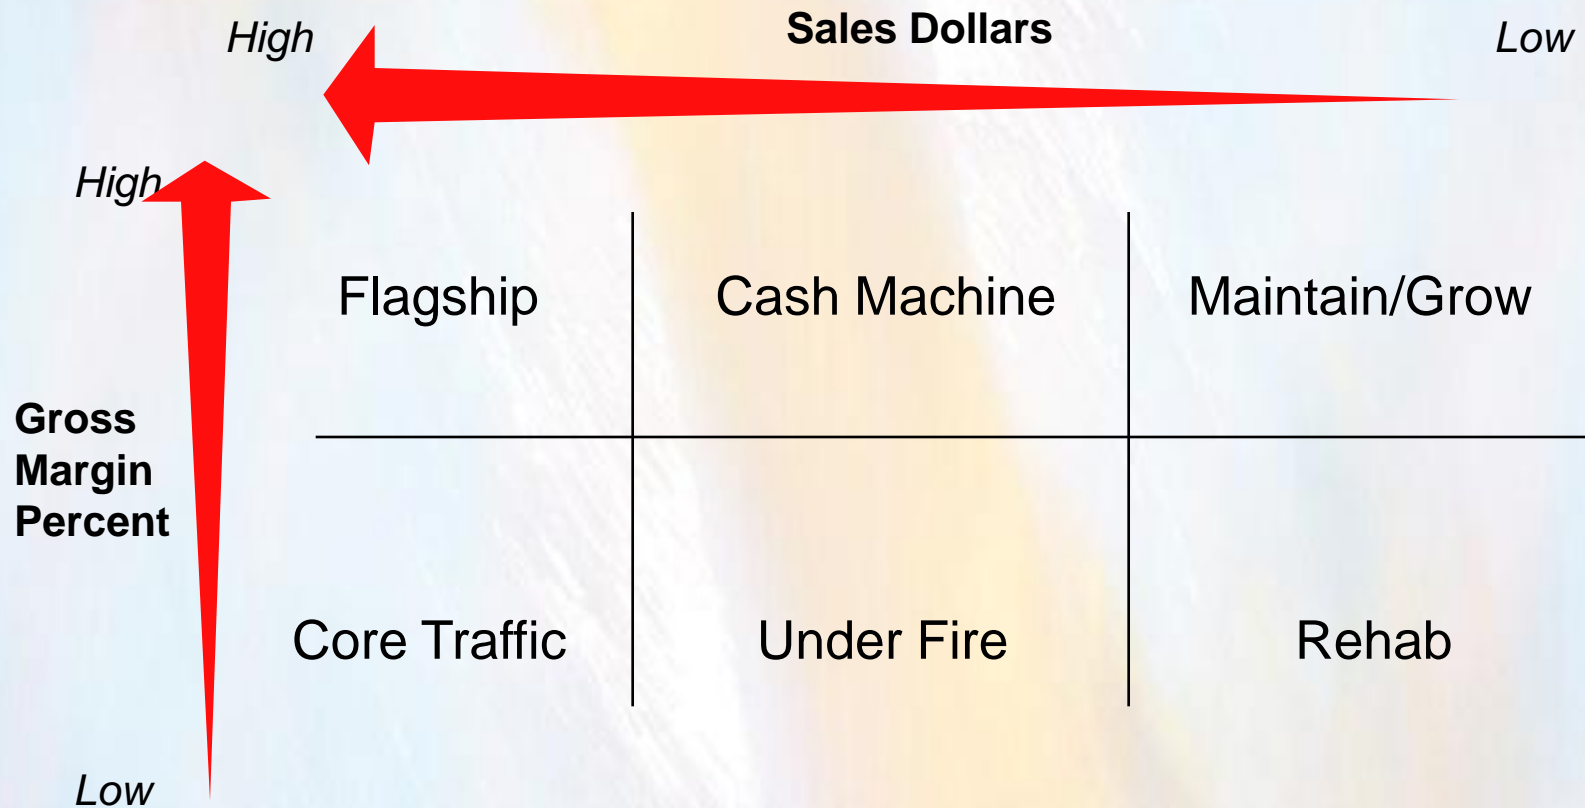 Sales Dollars
High
Low
High
Flagship
Cash Machine
Maintain/Grow
Gross
Margin
Percent
Core Traffic
Under Fire
Rehab
Low